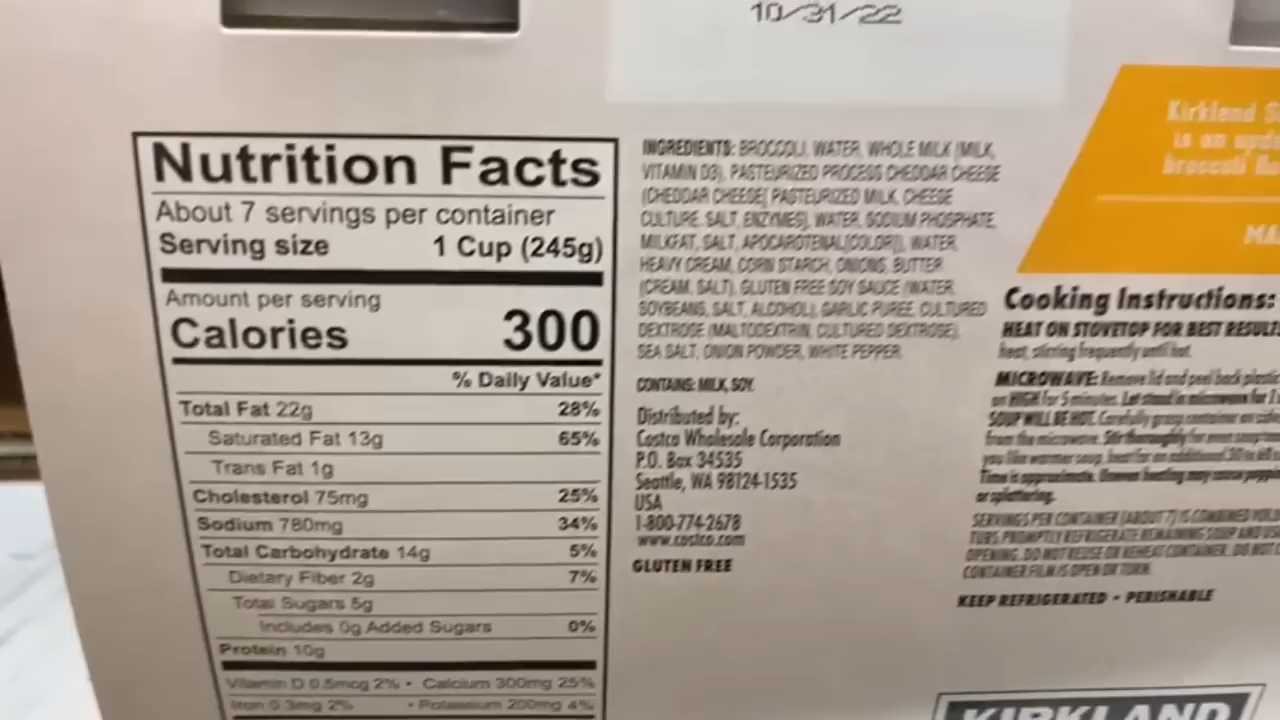 10/31/22
Nutrition Facts
About 7 servings per container
Serving size 1 Cup (245g)
Amount per serving
Calories 300
% Daily Value*
Total Fat 22g 28%
Saturated Fat 13g 65%
Trans Fat 1g
Cholesterol 75mg 25%
Sodium 780mg 34%
Total Carbohydrate 14g 5%
Dietary Fiber 2g 7%
Total Sugars 5g
Includes 0g Added Sugars 0%
Protein 10g
Vitamin D 0.5mcg 2% • Calcium 300mg 25%
Iron 0.3mg 2% • Potassium 200mg 4%
INGREDIENTS: BROCCOLI, WATER, WHOLE MILK (MILK,
VITAMIN D3), PASTEURIZED PROCESS CHEDDAR CHEESE
(CHEDDAR CHEESE[ PASTEURIZED MILK, CHEESE
CULTURE, SALT, ENZYMES], WATER, SODIUM PHOSPHATE,
MILKFAT, SALT, APOCAROTENAL[COLOR]), WATER,
HEAVY CREAM, CORN STARCH, ONIONS, BUTTER
(CREAM, SALT), GLUTEN FREE SOY SAUCE (WATER,
SOYBEANS, SALT, ALCOHOL), GARLIC PUREE, CULTURED
DEXTROSE (MALTODEXTRIN, CULTURED DEXTROSE),
SEA SALT, ONION POWDER, WHITE PEPPER.
CONTAINS: MILK, SOY.
Distributed by:
Costco Wholesale Corporation
P.O. Box 34535
Seattle, WA 98124-1535
USA
1-800-774-2678
www.costco.com
GLUTEN FREE
Kirkland S
is an upd
broccoli
MA
Cooking Instructions:
HEAT ON STOVETOP FOR BEST RESULTS
heat, stirring frequently until hot.
MICROWAVE: Remove lid and peel back plastic
on HIGH for 5 minutes. Let stand in microwave for 1
SOUP WILL BE HOT. Carefully grasp container on side
from the microwave. Stir thoroughly for even
you like warmer soup, heat for an additional 30 to 60
Time is approximate. Uneven heating may cause
or splattering.
SERVINGS PER CONTAINER (ABOUT 7) IS COMBINED
TUBS. PROMPTLY REFRIGERATE REMAINING SOUP AND
OPENING. DO NOT REUSE OR REHEAT CONTAINER. DO NOT
CONTAINER FILM IS OPEN OR TORN.
KEEP REFRIGERATED • PERISHABLE
KIRKLAND